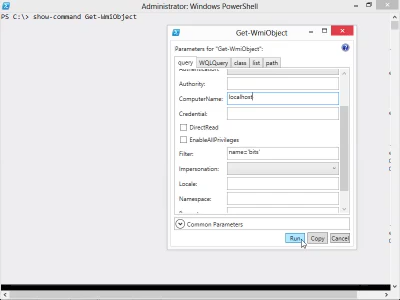 Administrator: Windows PowerShell
PS C:\> show-command Get-WmiObject
Get-WmiObject
Parameters for "Get-WmiObject":
query WQLQuery class list path
Authentication:
Authority:
ComputerName: localhost
Credential:
DirectRead
EnableAllPrivileges
Filter: name='bits'
Impersonation:
Locale:
Namespace:
Common Parameters
Run Copy Cancel